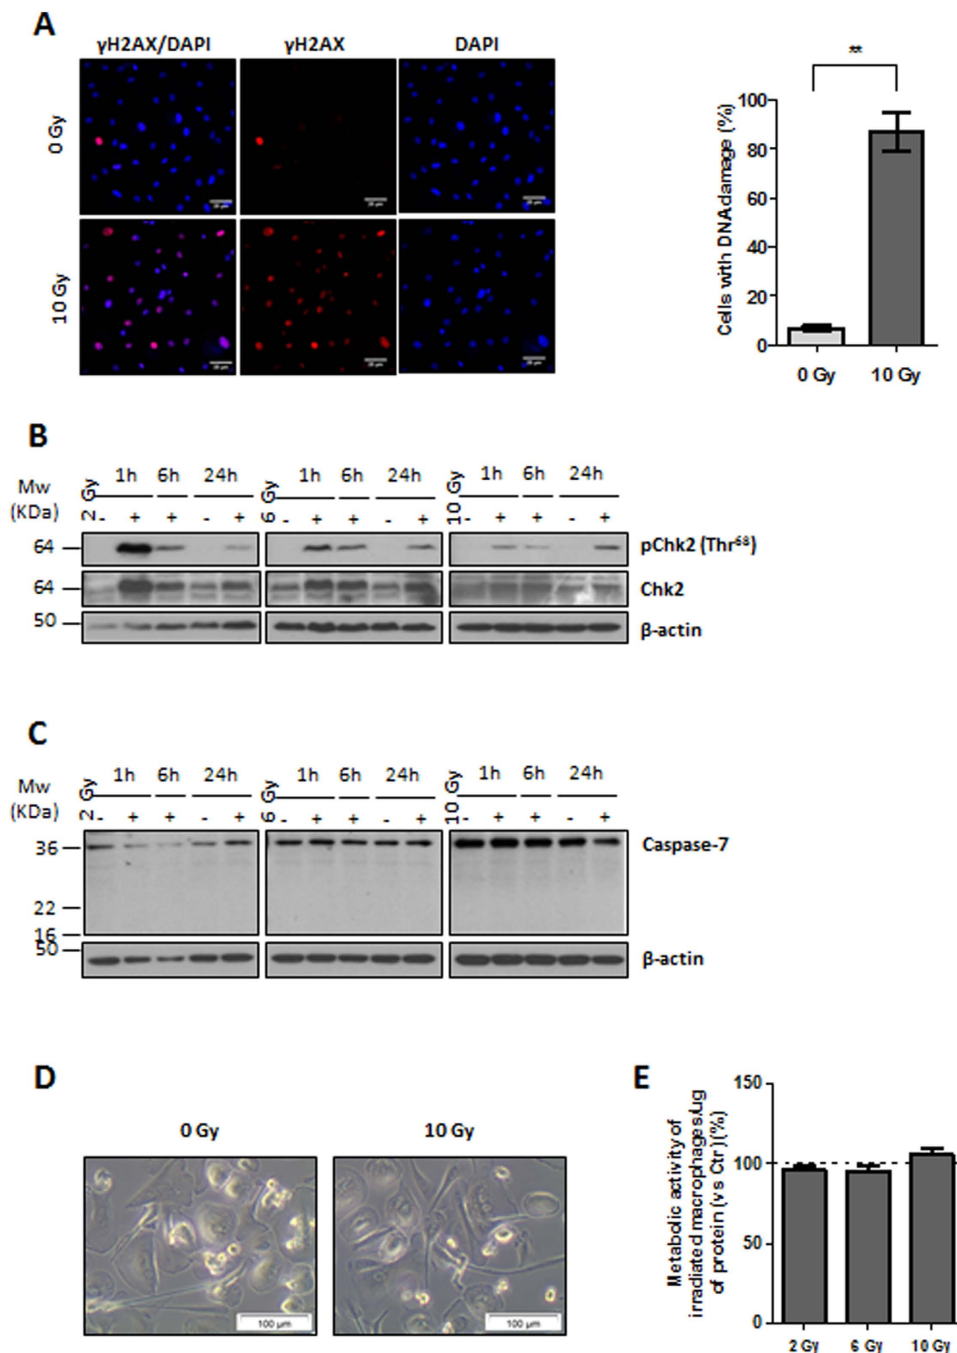 A
γH2AX/DAPI γH2AX DAPI
0 Gy
10 Gy
**
Cells with DNA damage (%)
100
80
60
40
20
0
0 Gy 10 Gy
B
Mw
(KDa)
2 Gy 1h 6h 24h 6 Gy 1h 6h 24h 10 Gy 1h 6h 24h
- + + - + - + + - + - + + - +
64 pChk2 (Thr⁶⁸)
64 Chk2
50 β-actin
C
Mw
(KDa)
2 Gy 1h 6h 24h 6 Gy 1h 6h 24h 10 Gy 1h 6h 24h
- + + - + - + + - + - + + - +
36 Caspase-7
22
16
50 β-actin
D
0 Gy 10 Gy
100 μm 100 μm
E
Metabolic activity of
irradiated macrophages/ug
of protein (vs Ctr) (%)
150
100
50
0
2 Gy 6 Gy 10 Gy